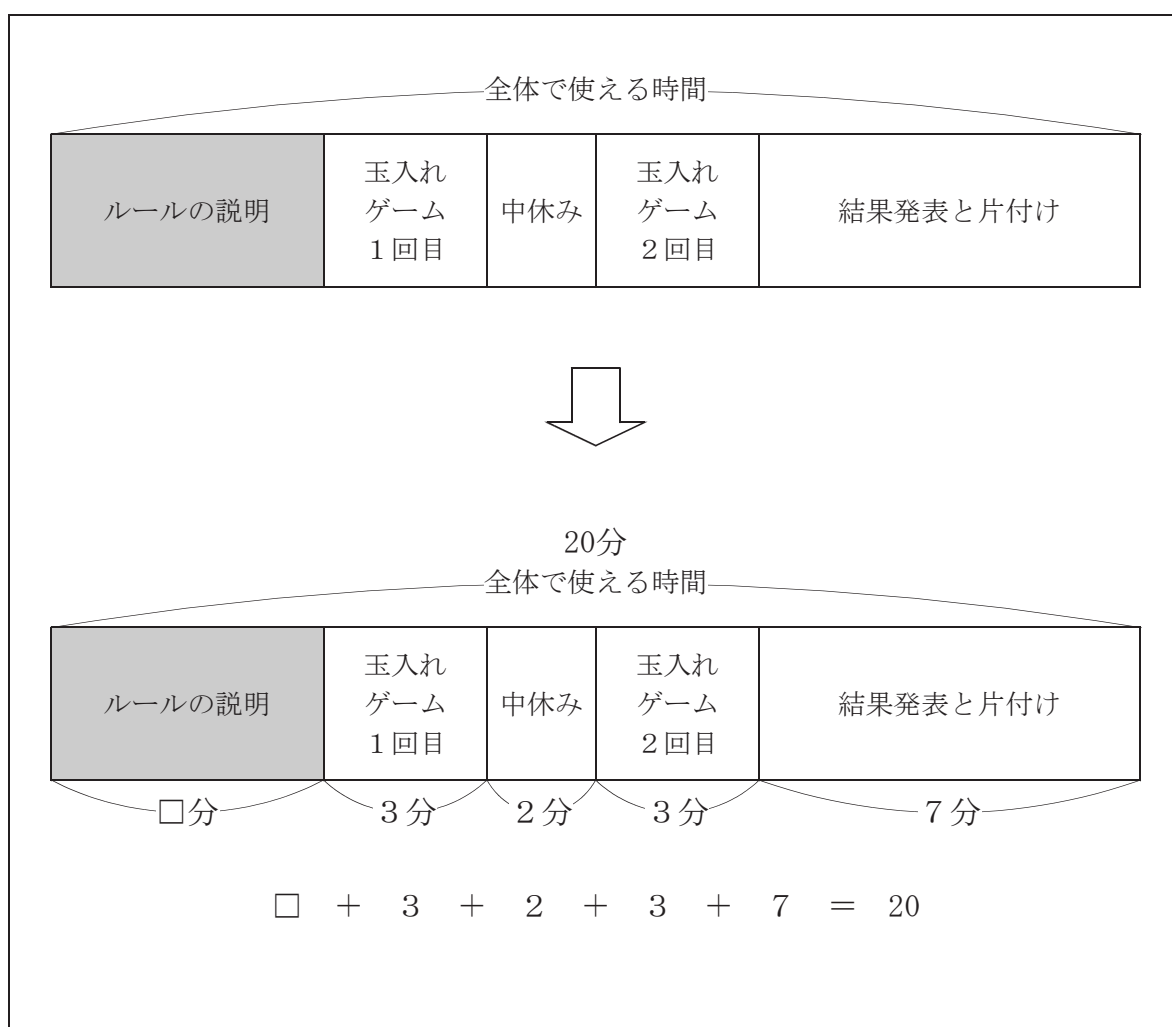 全体で使える時間
ルールの説明
玉入れ
ゲーム
１回目
中休み
玉入れ
ゲーム
２回目
結果発表と片付け
20分
全体で使える時間
ルールの説明
玉入れ
ゲーム
１回目
中休み
玉入れ
ゲーム
２回目
結果発表と片付け
□分
３分
２分
３分
７分
□ ＋ 3 ＋ 2 ＋ 3 ＋ 7 ＝ 20